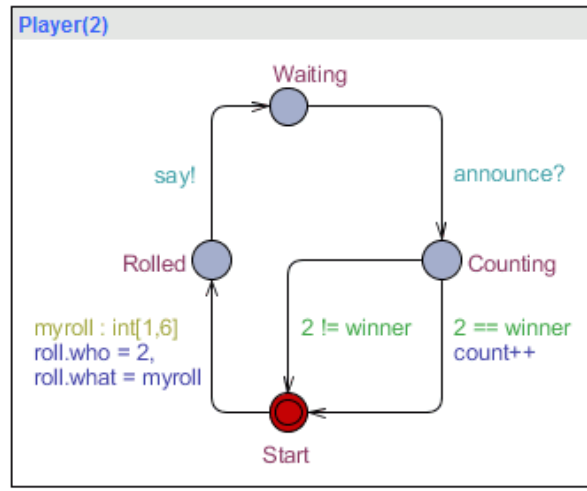 Player(2)
Waiting
say!
announce?
Rolled
Counting
myroll : int[1,6]
roll.who = 2,
roll.what = myroll
2 != winner
2 == winner
count++
Start